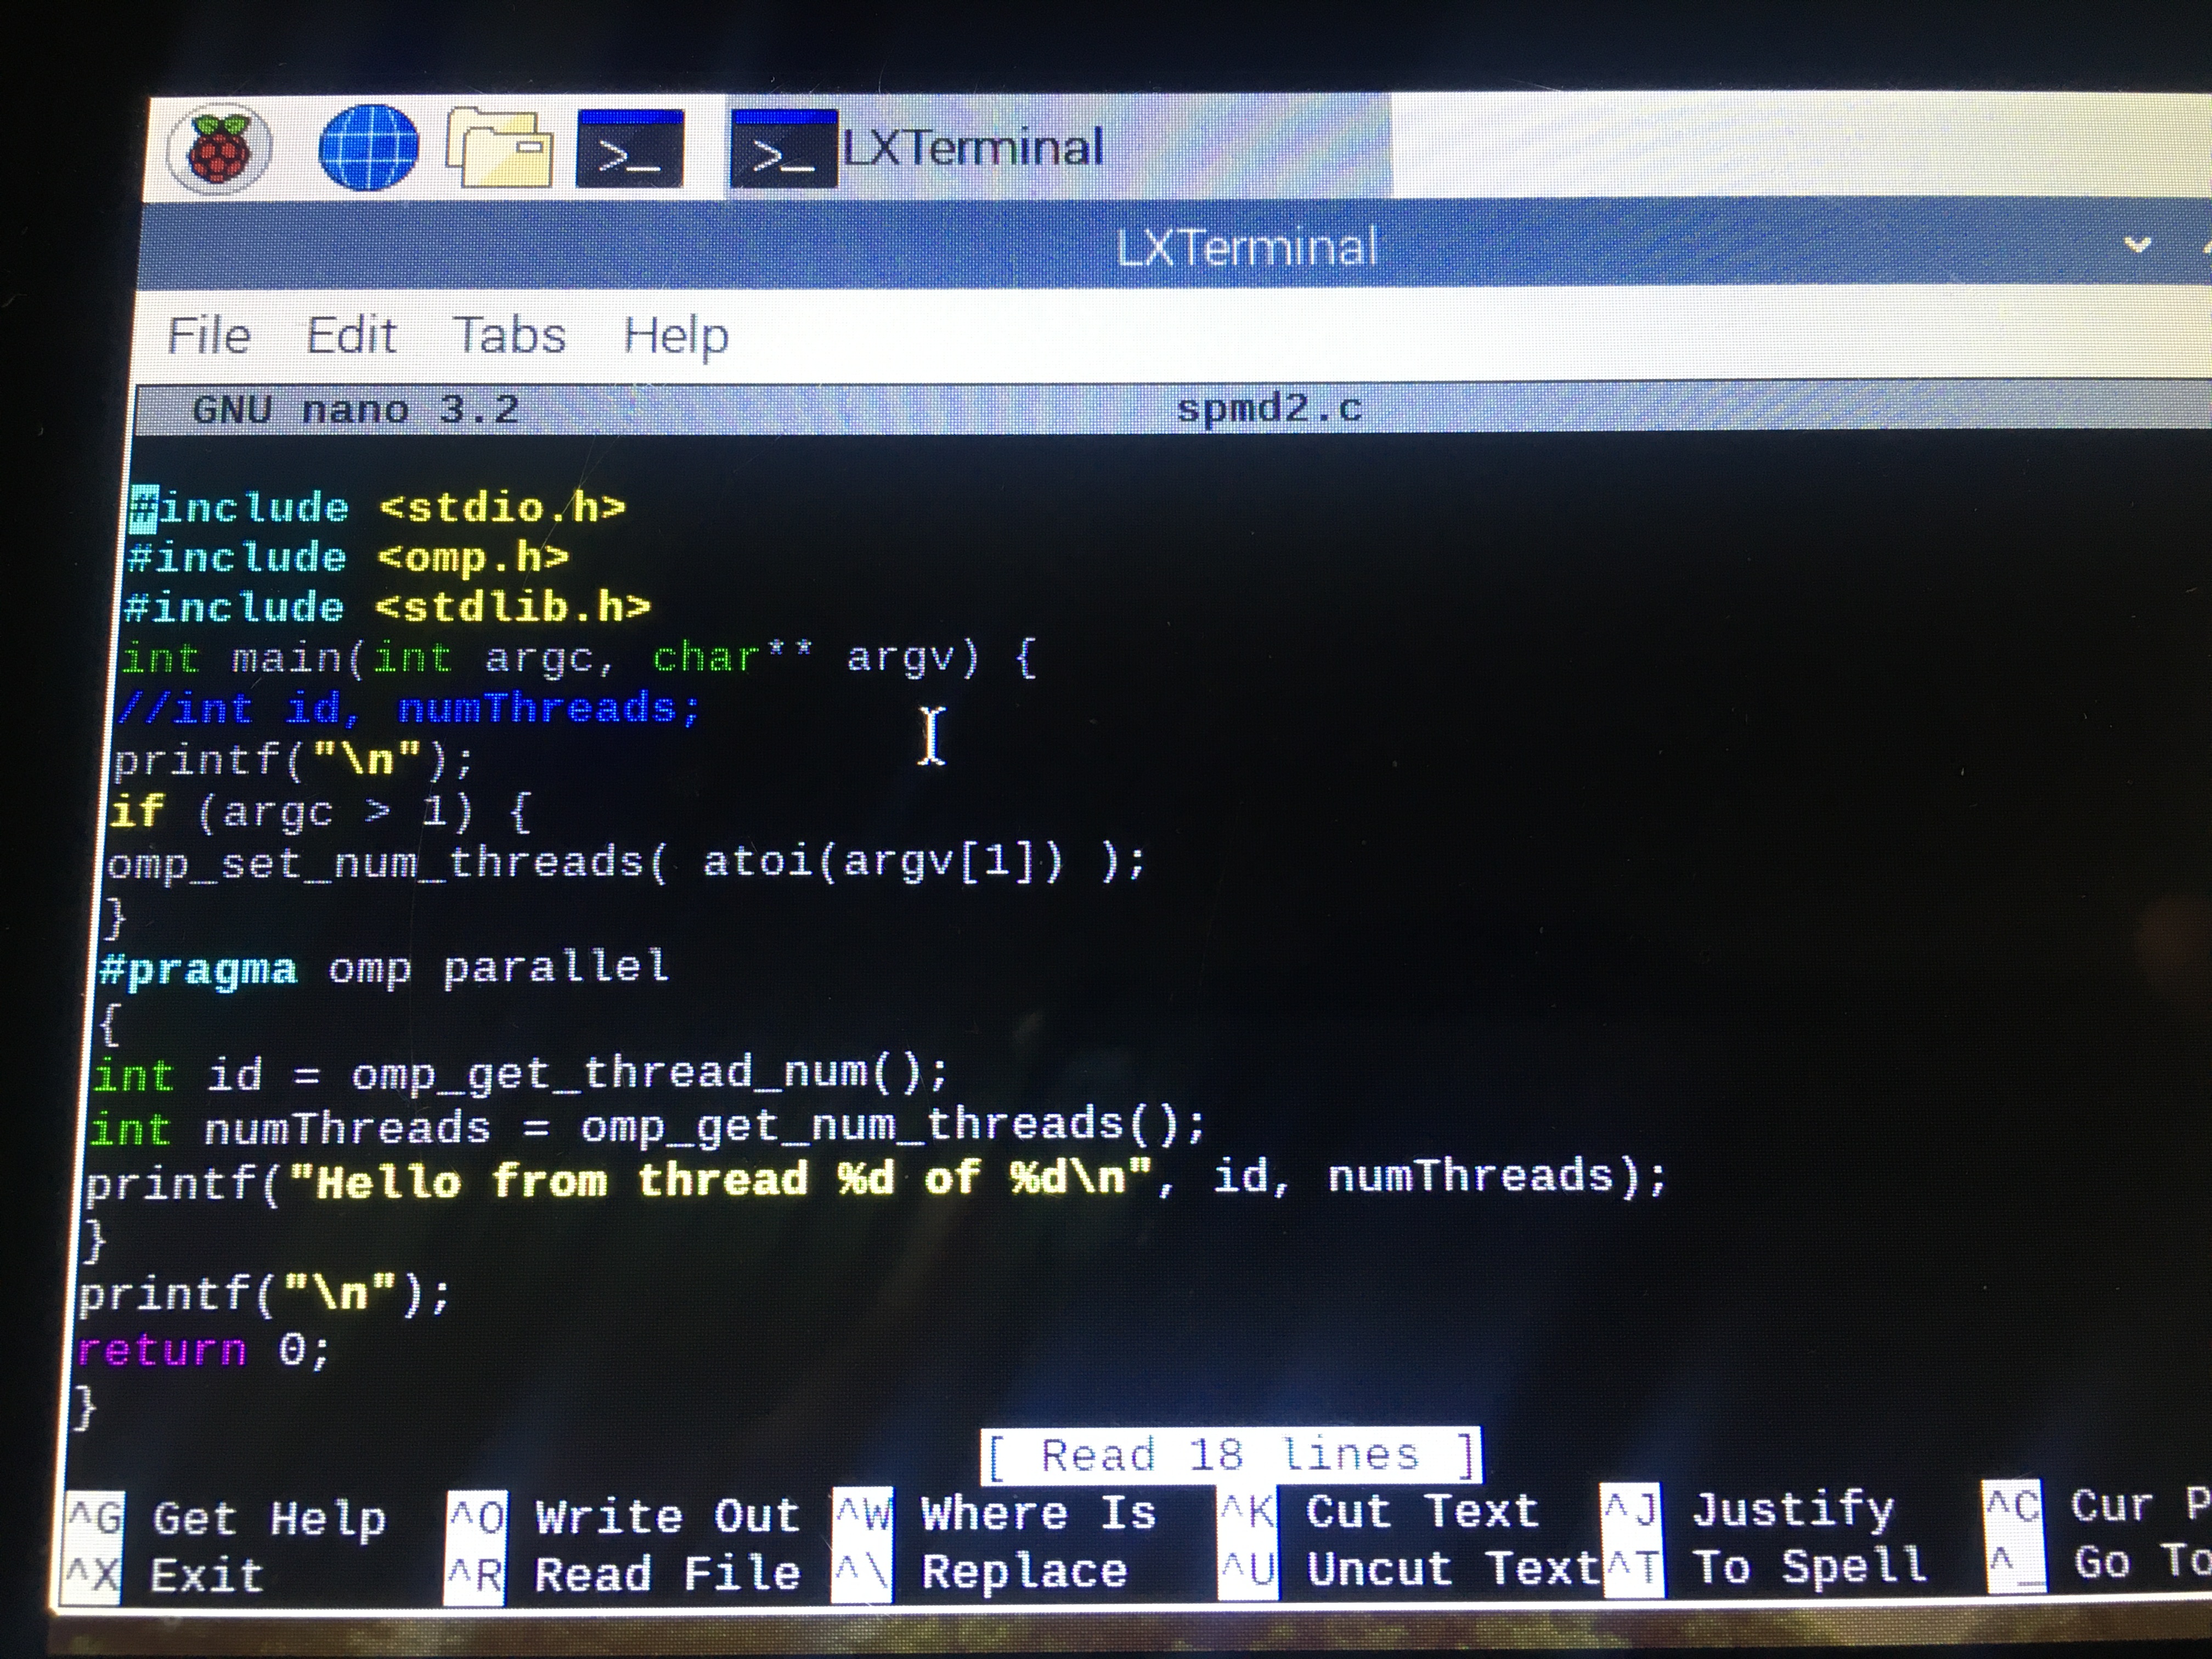 >_ >_ LXTerminal
LXTerminal
File Edit Tabs Help
GNU nano 3.2 spmd2.c
#include <stdio.h>
#include <omp.h>
#include <stdlib.h>
int main(int argc, char** argv) {
//int id, numThreads;
printf("\n");
if (argc > 1) {
omp_set_num_threads( atoi(argv[1]) );
}
#pragma omp parallel
{
int id = omp_get_thread_num();
int numThreads = omp_get_num_threads();
printf("Hello from thread %d of %d\n", id, numThreads);
}
printf("\n");
return 0;
}
[ Read 18 lines ]
^G Get Help ^O Write Out ^W Where Is ^K Cut Text ^J Justify ^C Cur P
^X Exit ^R Read File ^\ Replace ^U Uncut Text ^T To Spell ^_ Go To